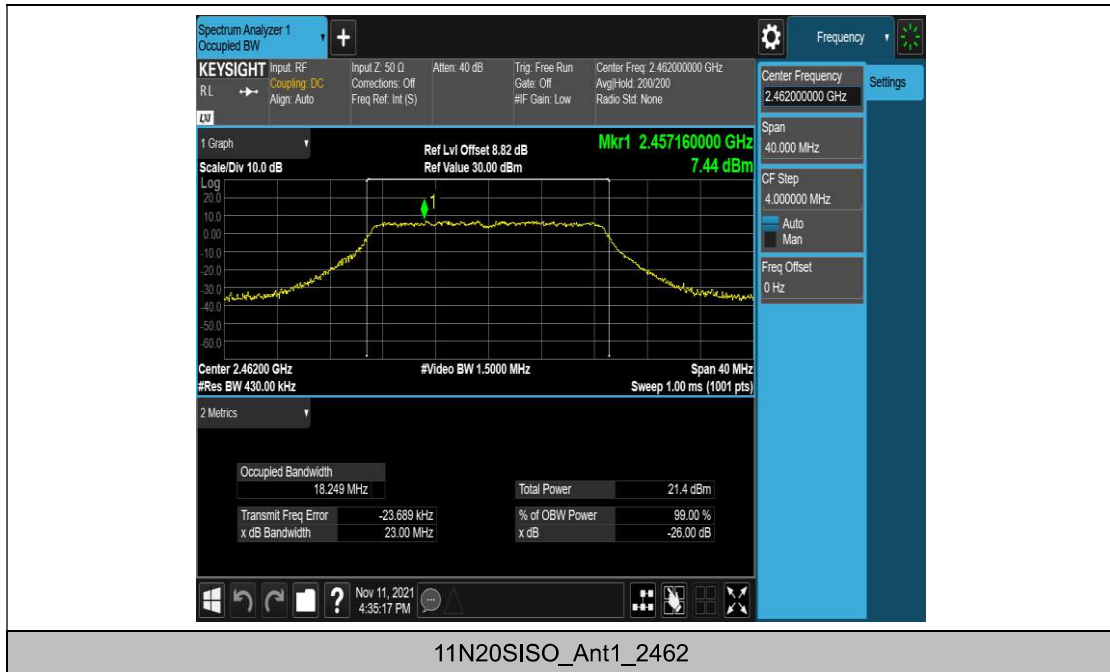 Spectrum Analyzer 1
Occupied BW
+
Frequency
KEYSIGHT
RL
LXI
Input: RF
Coupling: DC
Align: Auto
Input Z: 50 Ω
Corrections: Off
Freq Ref: Int (S)
Atten: 40 dB
Trig: Free Run
Gate: Off
#IF Gain: Low
Center Freq: 2.462000000 GHz
Avg|Hold: 200/200
Radio Std: None
Center Frequency
2.462000000 GHz
Settings
Span
40.000 MHz
CF Step
4.000000 MHz
Auto
Man
Freq Offset
0 Hz
1 Graph
Scale/Div 10.0 dB
Ref Lvl Offset 8.82 dB
Ref Value 30.00 dBm
Mkr1 2.457160000 GHz
7.44 dBm
Log
20.0
10.0
0.00
-10.0
-20.0
-30.0
-40.0
-50.0
-60.0
1
Center 2.46200 GHz
#Video BW 1.5000 MHz
Span 40 MHz
#Res BW 430.00 kHz
Sweep 1.00 ms (1001 pts)
2 Metrics
Occupied Bandwidth
18.249 MHz
Total Power 21.4 dBm
Transmit Freq Error -23.689 kHz
% of OBW Power 99.00 %
x dB Bandwidth 23.00 MHz
x dB -26.00 dB
?
Nov 11, 2021
4:35:17 PM
11N20SISO_Ant1_2462